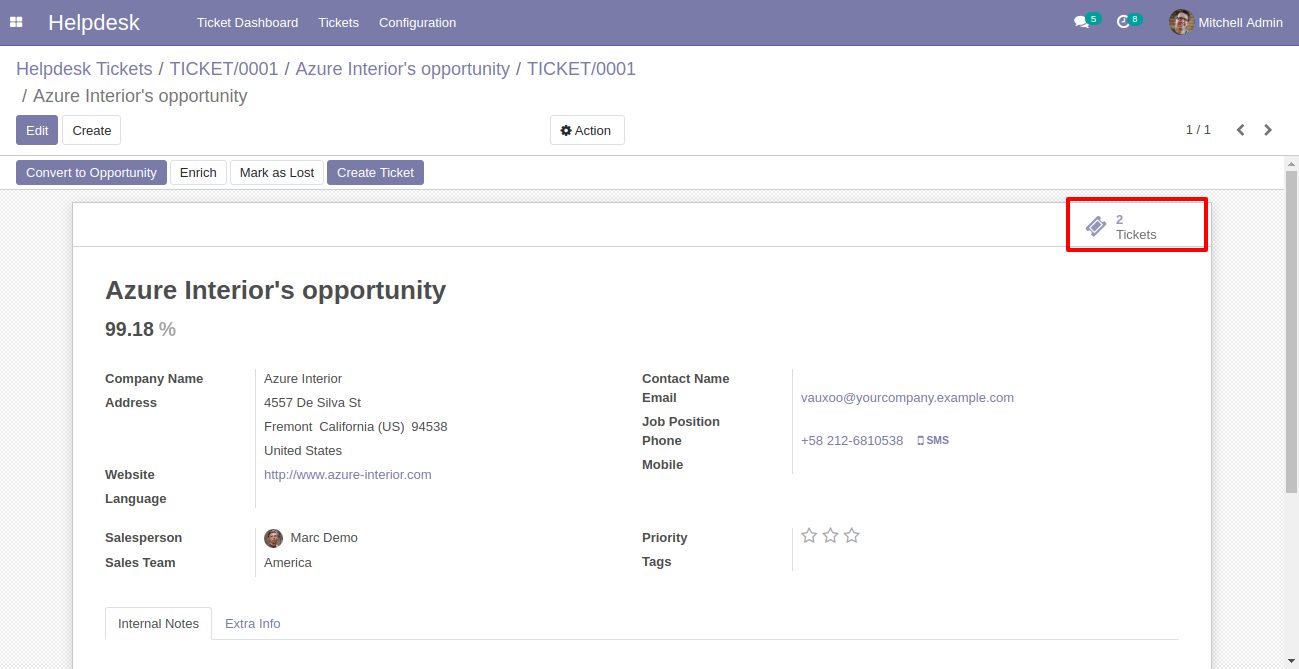 Helpdesk Ticket Dashboard Tickets Configuration 5 8 Mitchell Admin
Helpdesk Tickets / TICKET/0001 / Azure Interior's opportunity / TICKET/0001
/ Azure Interior's opportunity
Edit Create Action 1 / 1
Convert to Opportunity Enrich Mark as Lost Create Ticket
2
Tickets
Azure Interior's opportunity
99.18 %
Company Name Azure Interior
Address 4557 De Silva St
Fremont California (US) 94538
United States
Website http://www.azure-interior.com
Language
Contact Name
Email vauxoo@yourcompany.example.com
Job Position
Phone +58 212-6810538 SMS
Mobile
Salesperson Marc Demo
Sales Team America
Priority
Tags
Internal Notes Extra Info